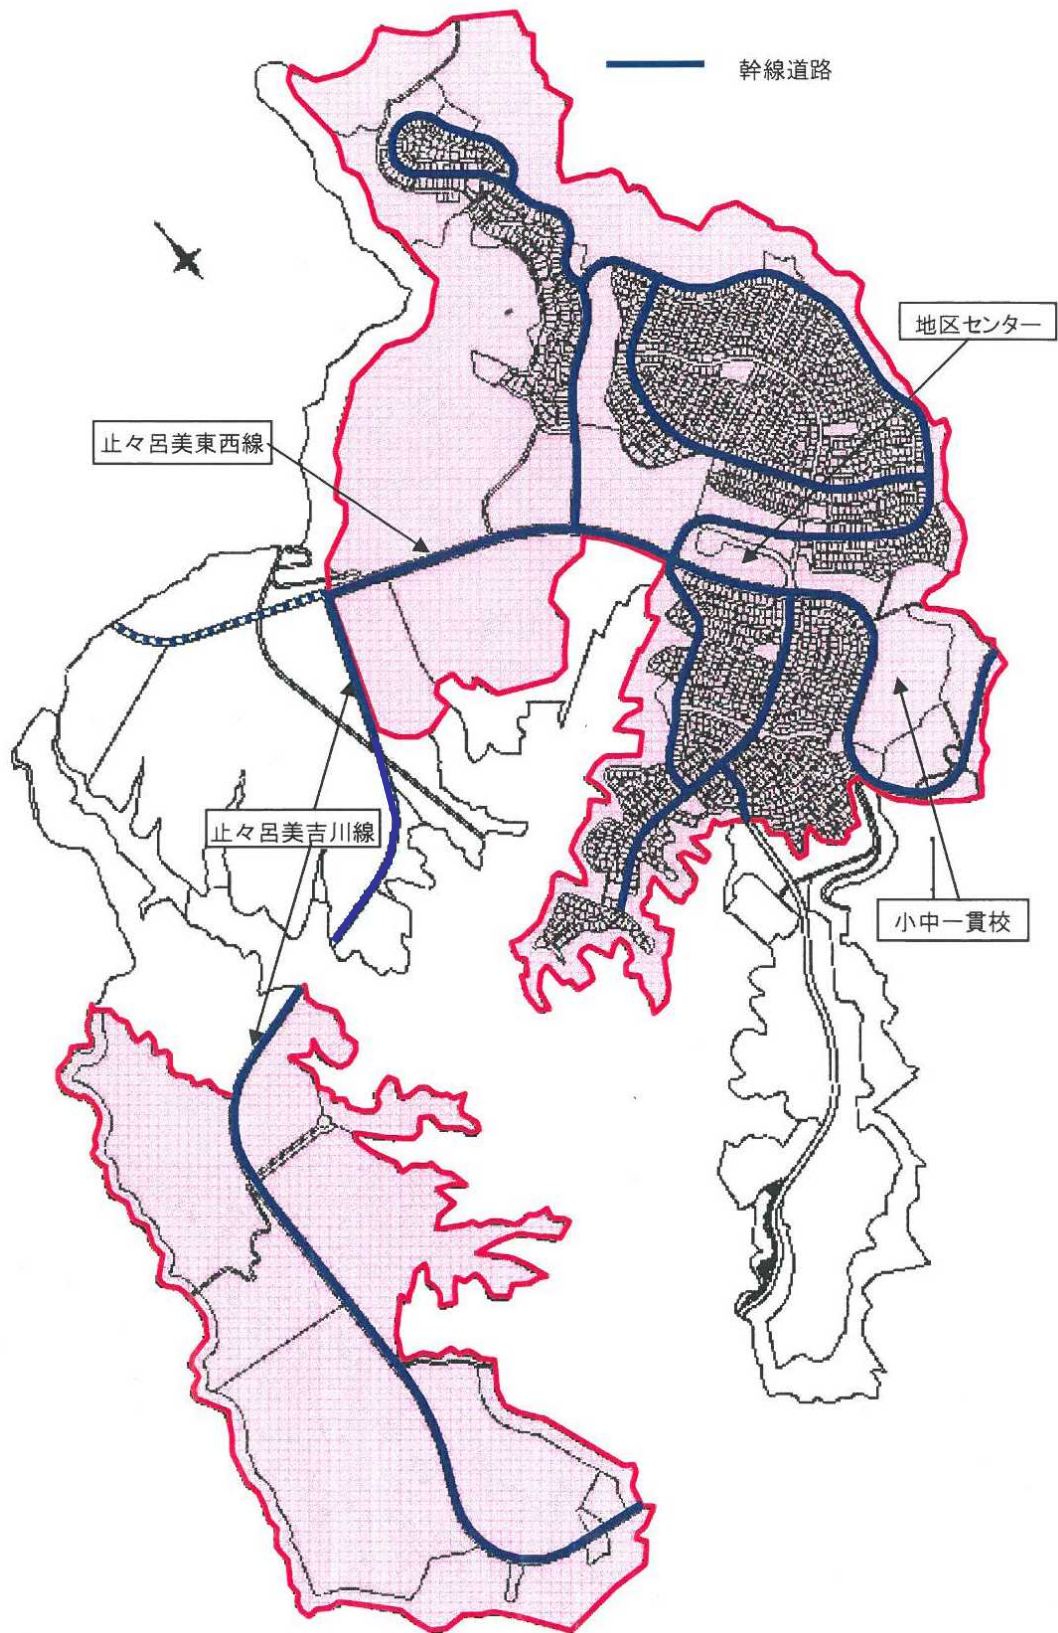 幹線道路
地区センター
止々呂美東西線
止々呂美吉川線
小中一貫校